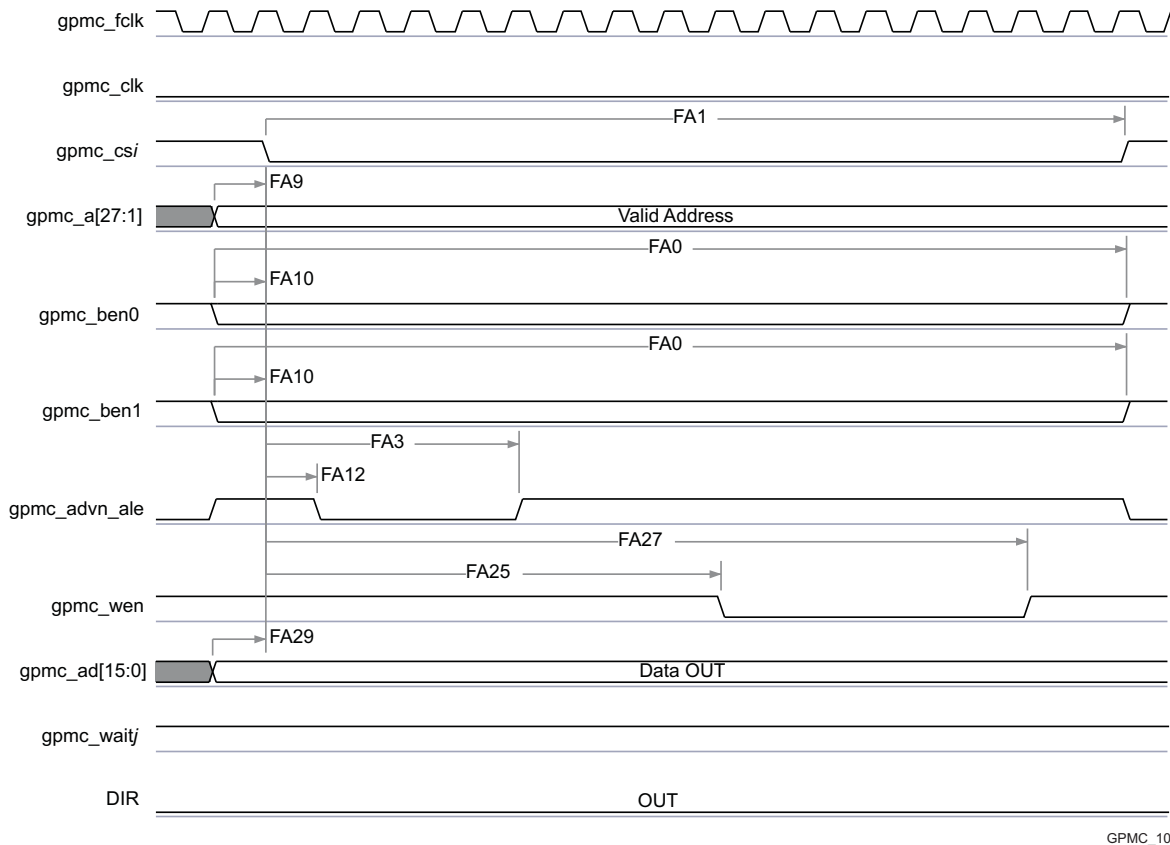 gpmc_fclk
gpmc_clk
FA1
gpmc_csi
FA9
gpmc_a[27:1]
Valid Address
FA0
FA10
gpmc_ben0
FA0
FA10
gpmc_ben1
FA3
FA12
gpmc_advn_ale
FA27
FA25
gpmc_wen
FA29
gpmc_ad[15:0]
Data OUT
gpmc_waitj
DIR
OUT
GPMC_10